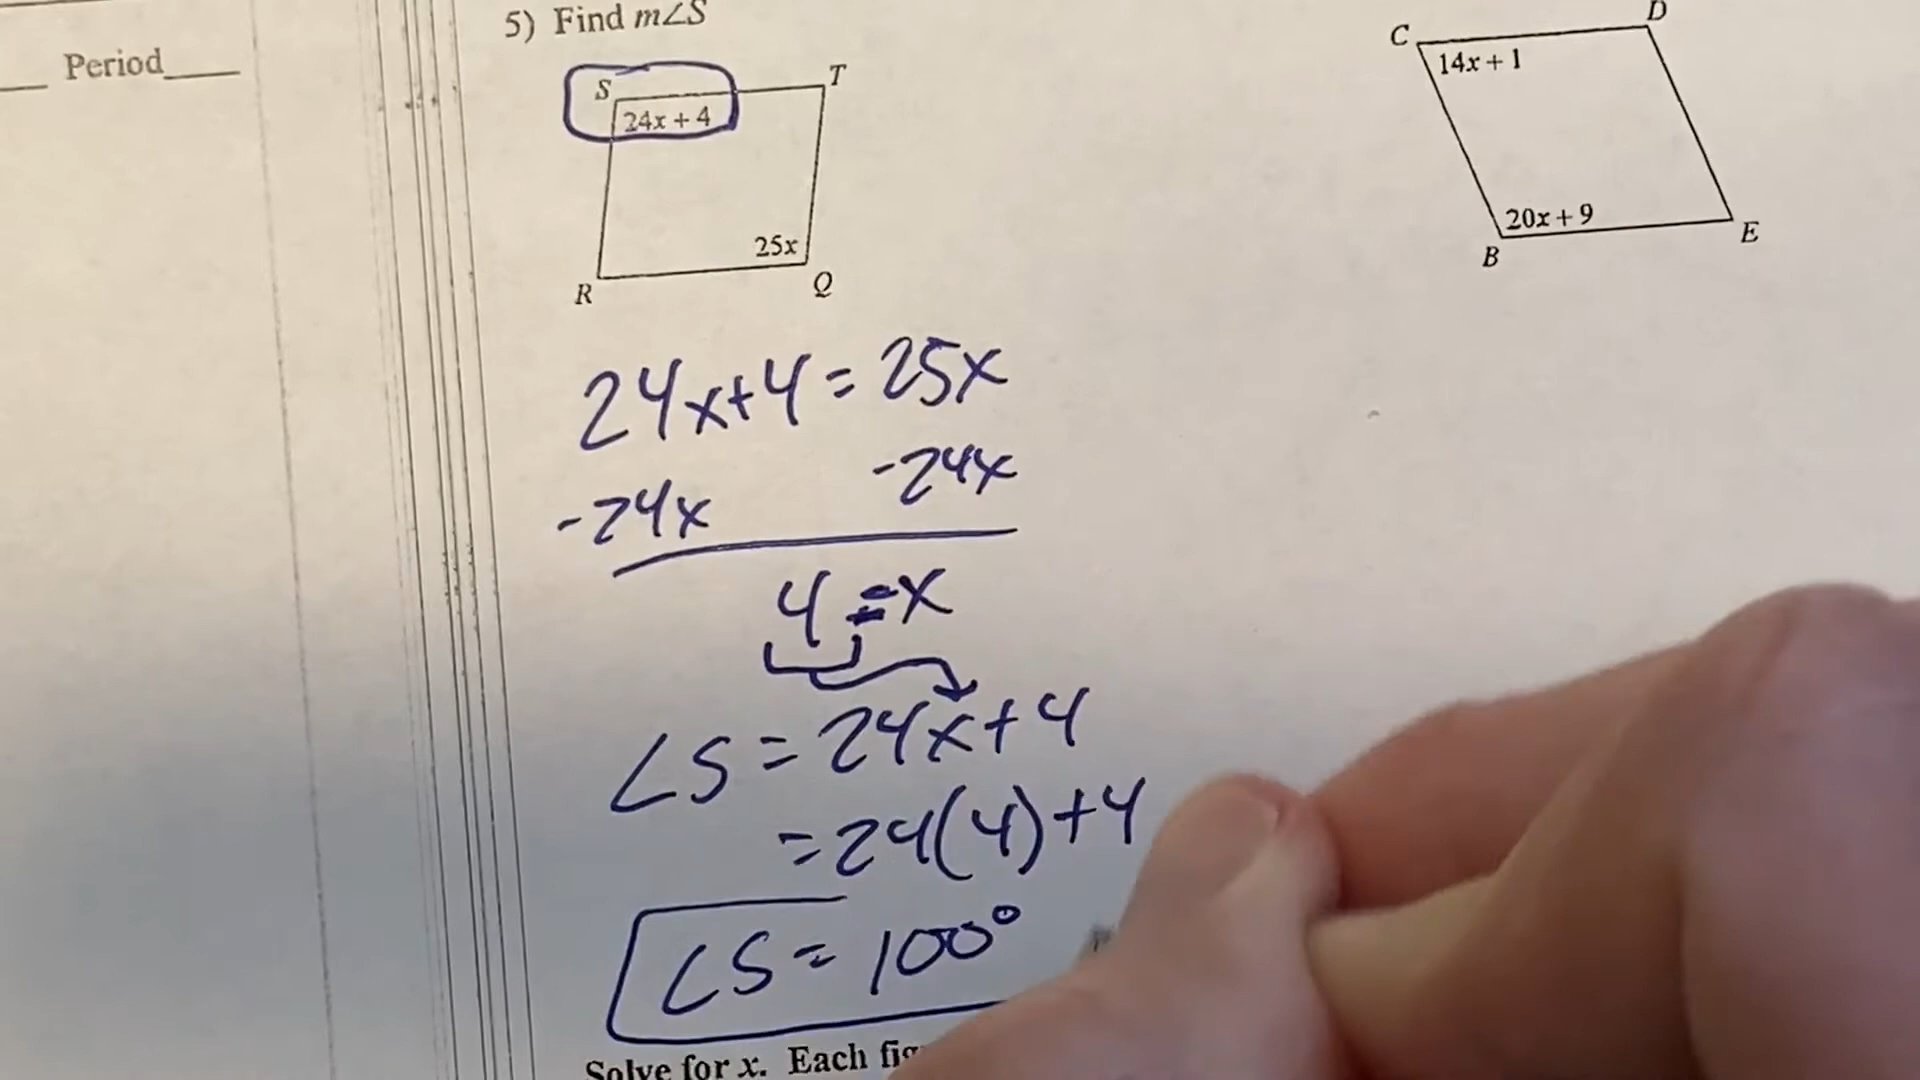 Period
5) Find m∠S
S
T
24x + 4
25x
R
Q
24x+4 = 25x
-24x -24x
4 = x
∠S = 24x+4
= 24(4)+4
∠S = 100°
Solve for x. Each
C
D
14x + 1
20x + 9
B
E